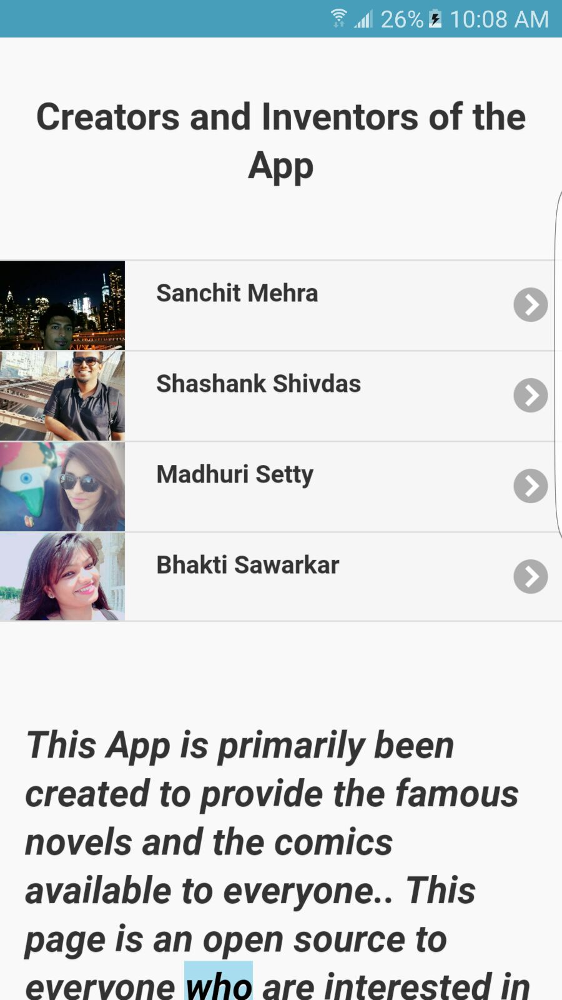 26% 10:08 AM
Creators and Inventors of the
App
Sanchit Mehra
Shashank Shivdas
Madhuri Setty
Bhakti Sawarkar
This App is primarily been
created to provide the famous
novels and the comics
available to everyone.. This
page is an open source to
everyone who are interested in